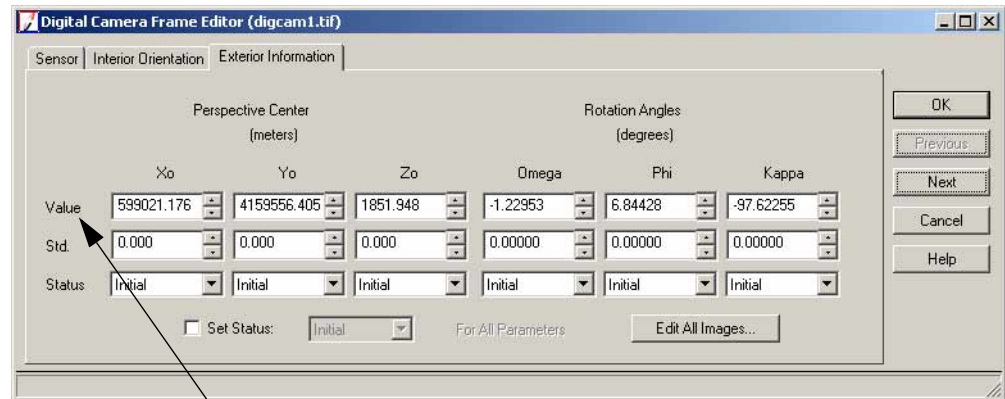 Digital Camera Frame Editor (digcam1.tif)
Sensor Interior Orientation Exterior Information
Perspective Center Rotation Angles
(meters) (degrees)
Xo Yo Zo Omega Phi Kappa
Value 599021.176 4159556.405 1851.948 -1.22953 6.84428 -97.62255
Std. 0.000 0.000 0.000 0.00000 0.00000 0.00000
Status Initial Initial Initial Initial Initial Initial
Set Status: Initial For All Parameters Edit All Images...
OK
Previous
Next
Cancel
Help